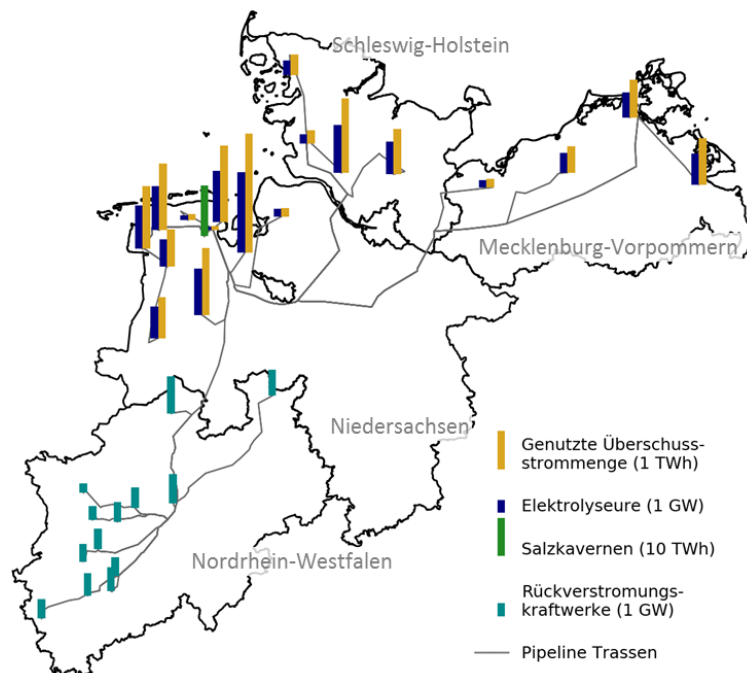 Schleswig-Holstein
Mecklenburg-Vorpommern
Niedersachsen
Nordrhein-Westfalen
Genutzte Überschuss-
strommenge (1 TWh)
Elektrolyseure (1 GW)
Salzkavernen (10 TWh)
Rückverstromungs-
kraftwerke (1 GW)
Pipeline Trassen